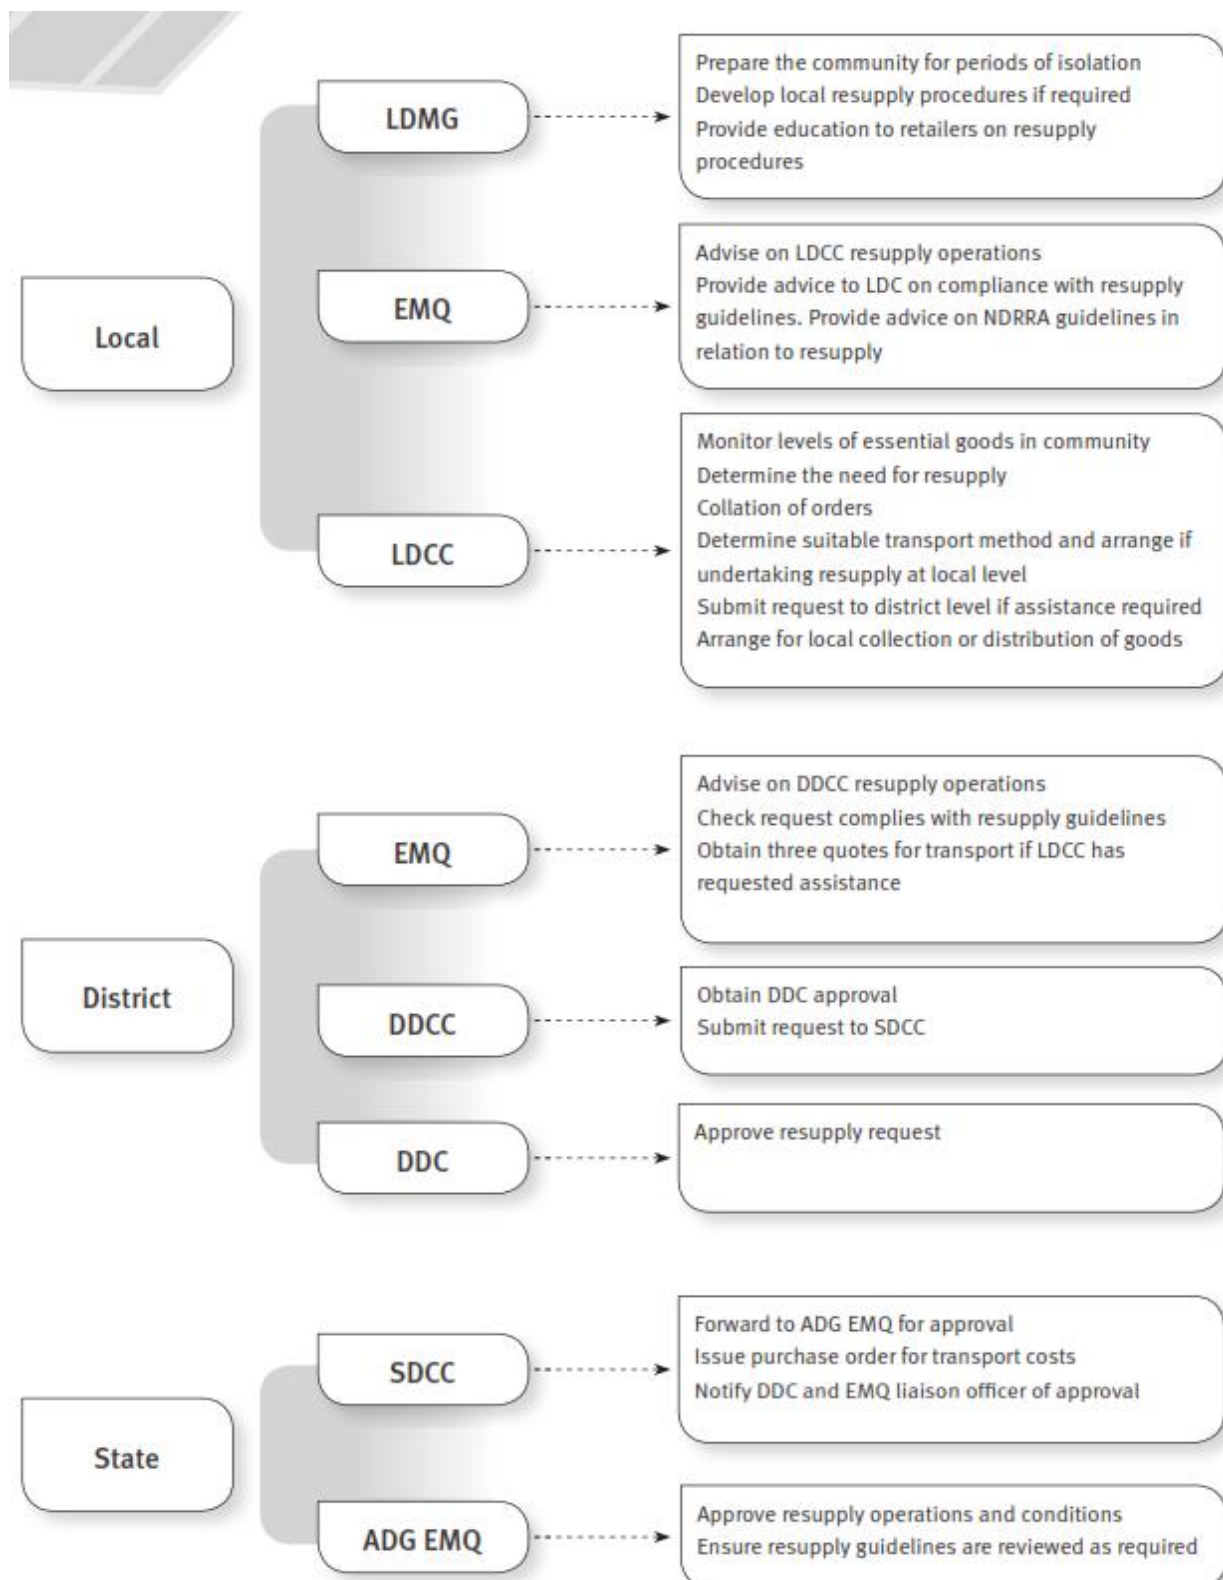 LDMG
Prepare the community for periods of isolation
Develop local resupply procedures if required
Provide education to retailers on resupply
procedures
Local
EMQ
Advise on LDCC resupply operations
Provide advice to LDC on compliance with resupply
guidelines. Provide advice on NDRRA guidelines in
relation to resupply
LDCC
Monitor levels of essential goods in community
Determine the need for resupply
Collation of orders
Determine suitable transport method and arrange if
undertaking resupply at local level
Submit request to district level if assistance required
Arrange for local collection or distribution of goods
District
EMQ
Advise on DDCC resupply operations
Check request complies with resupply guidelines
Obtain three quotes for transport if LDCC has
requested assistance
DDCC
Obtain DDC approval
Submit request to SDCC
DDC
Approve resupply request
State
SDCC
Forward to ADG EMQ for approval
Issue purchase order for transport costs
Notify DDC and EMQ liaison officer of approval
ADG EMQ
Approve resupply operations and conditions
Ensure resupply guidelines are reviewed as required